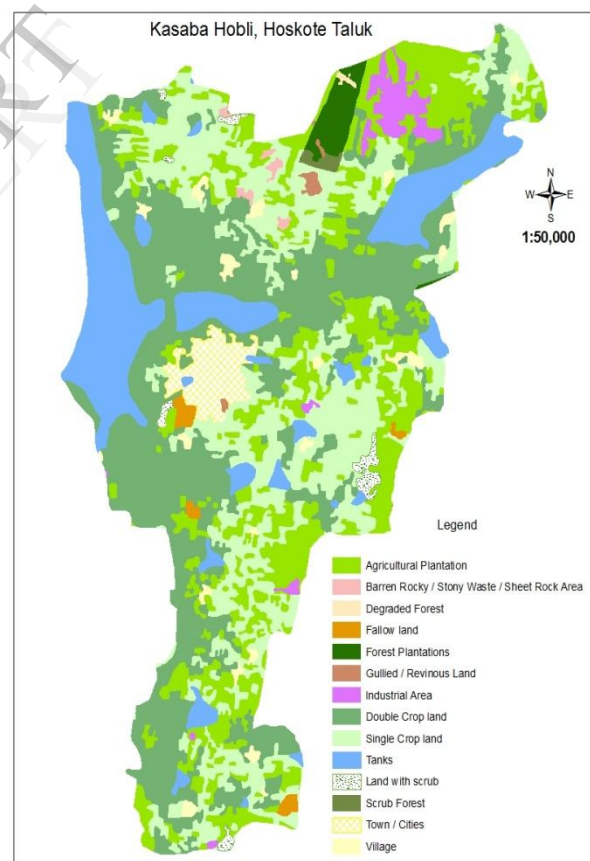 Kasaba Hobli, Hoskote Taluk
N
W E
S
1:50,000
Legend
Agricultural Plantation
Barren Rocky / Stony Waste / Sheet Rock Area
Degraded Forest
Fallow land
Forest Plantations
Gullied / Revinous Land
Industrial Area
Double Crop land
Single Crop land
Tanks
Land with scrub
Scrub Forest
Town / Cities
Village